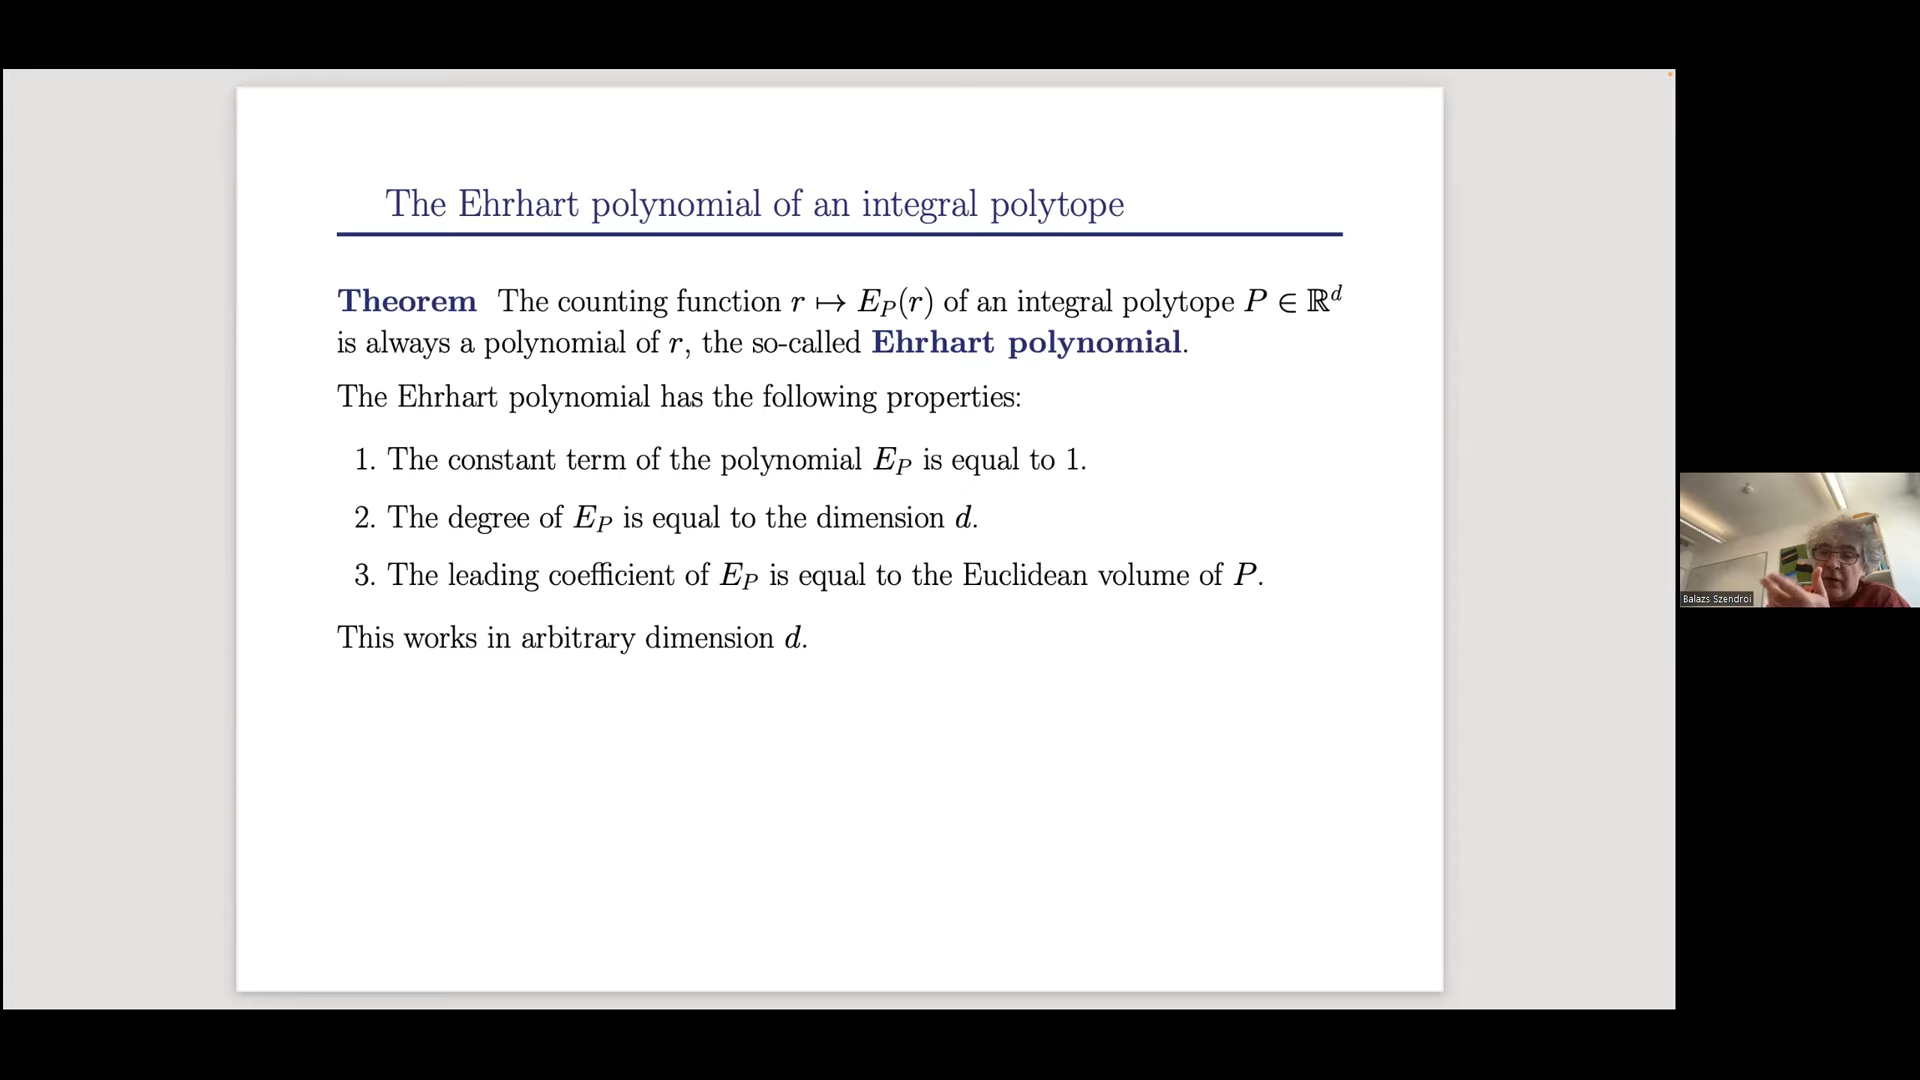 The Ehrhart polynomial of an integral polytope
Theorem The counting function r ↦ E_P(r) of an integral polytope P ∈ ℝ^d
is always a polynomial of r, the so-called Ehrhart polynomial.
The Ehrhart polynomial has the following properties:
1. The constant term of the polynomial E_P is equal to 1.
2. The degree of E_P is equal to the dimension d.
3. The leading coefficient of E_P is equal to the Euclidean volume of P.
This works in arbitrary dimension d.
Balazs Szendroi